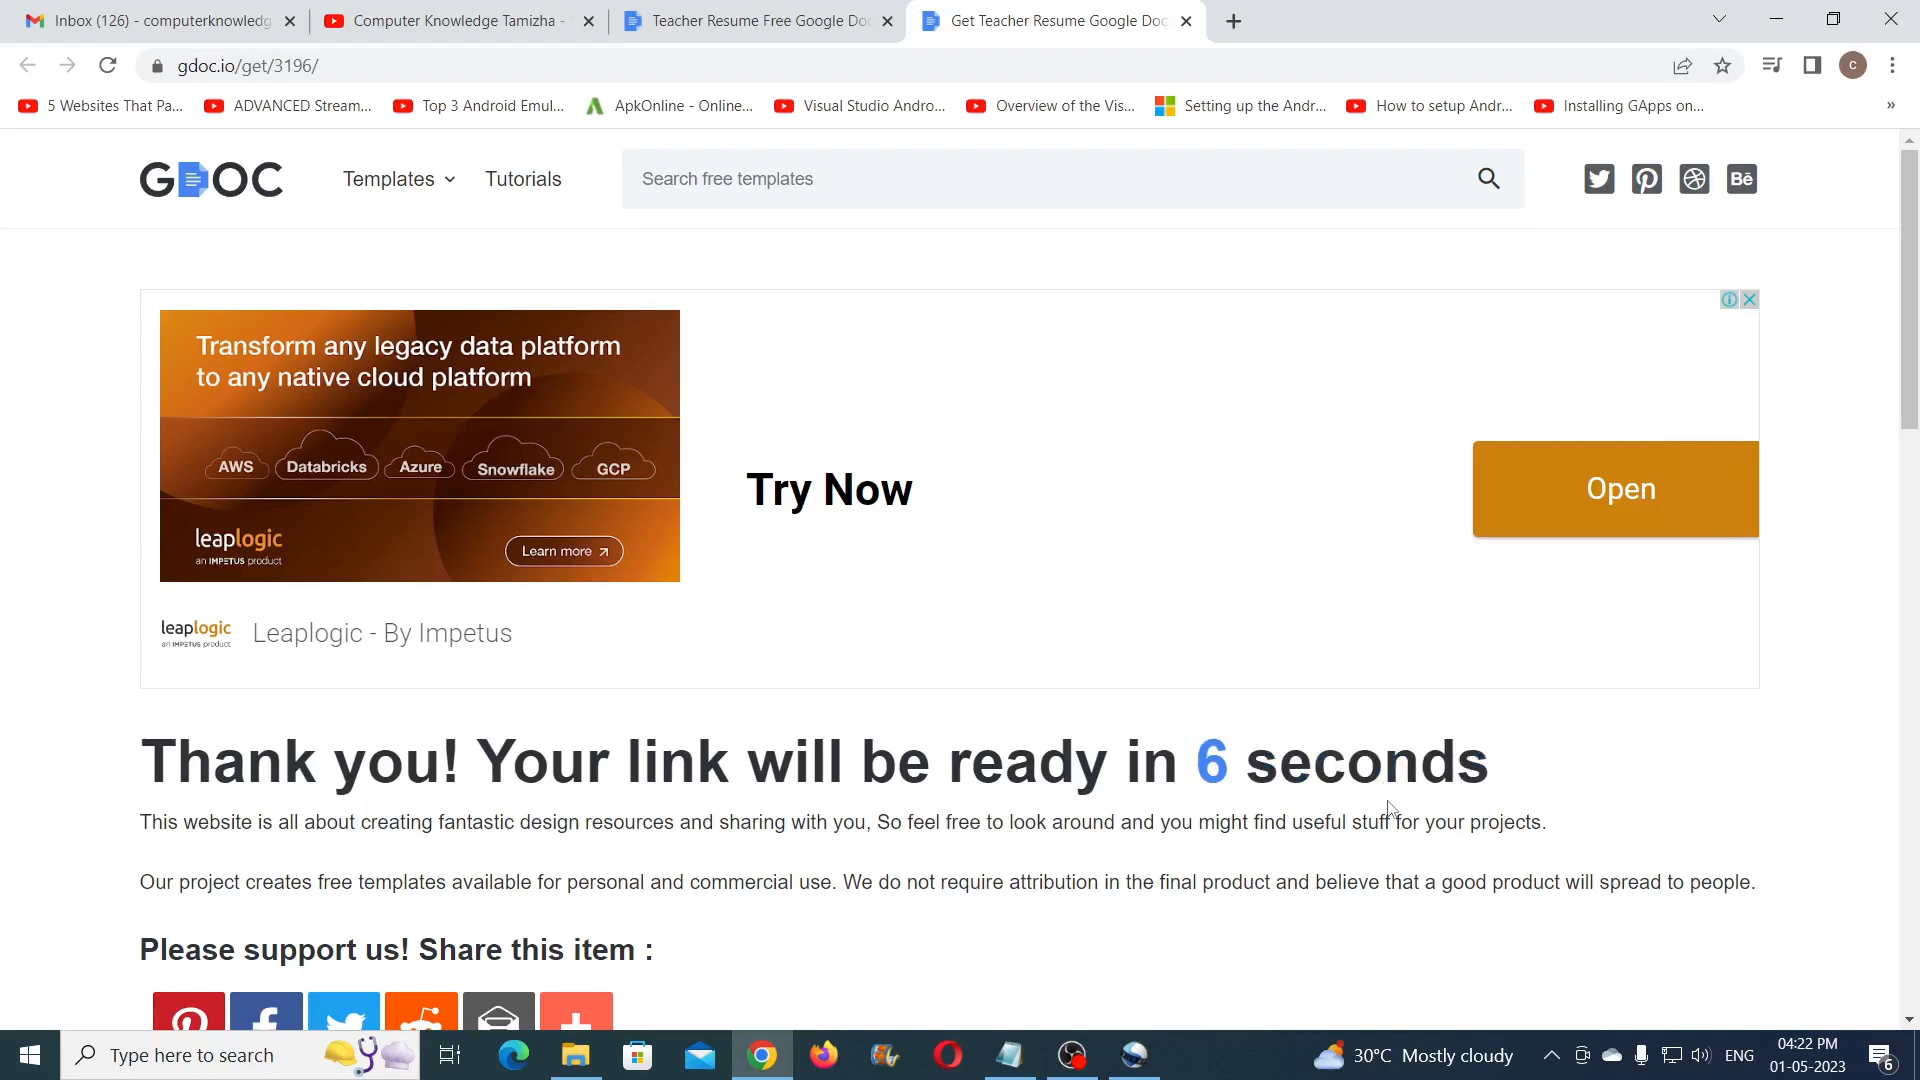 Inbox (126) - computerknowledg
Computer Knowledge Tamizha -
Teacher Resume Free Google Doc
Get Teacher Resume Google Doc
gdoc.io/get/3196/
C
5 Websites That Pa...
ADVANCED Stream...
Top 3 Android Emul...
ApkOnline - Online...
Visual Studio Andro...
Overview of the Vis...
Setting up the Andr...
How to setup Andr...
Installing GApps on...
»
GDOC
Templates
Tutorials
Search free templates
Bē
Transform any legacy data platform
to any native cloud platform
AWS
Databricks
Azure
Snowflake
GCP
leaplogic
an IMPETUS product
Learn more
Try Now
Open
leaplogic
an IMPETUS product
Leaplogic - By Impetus
Thank you! Your link will be ready in 6 seconds
This website is all about creating fantastic design resources and sharing with you, So feel free to look around and you might find useful stuff for your projects.
Our project creates free templates available for personal and commercial use. We do not require attribution in the final product and believe that a good product will spread to people.
Please support us! Share this item :
Type here to search
30°C Mostly cloudy
ENG
04:22 PM
01-05-2023
6